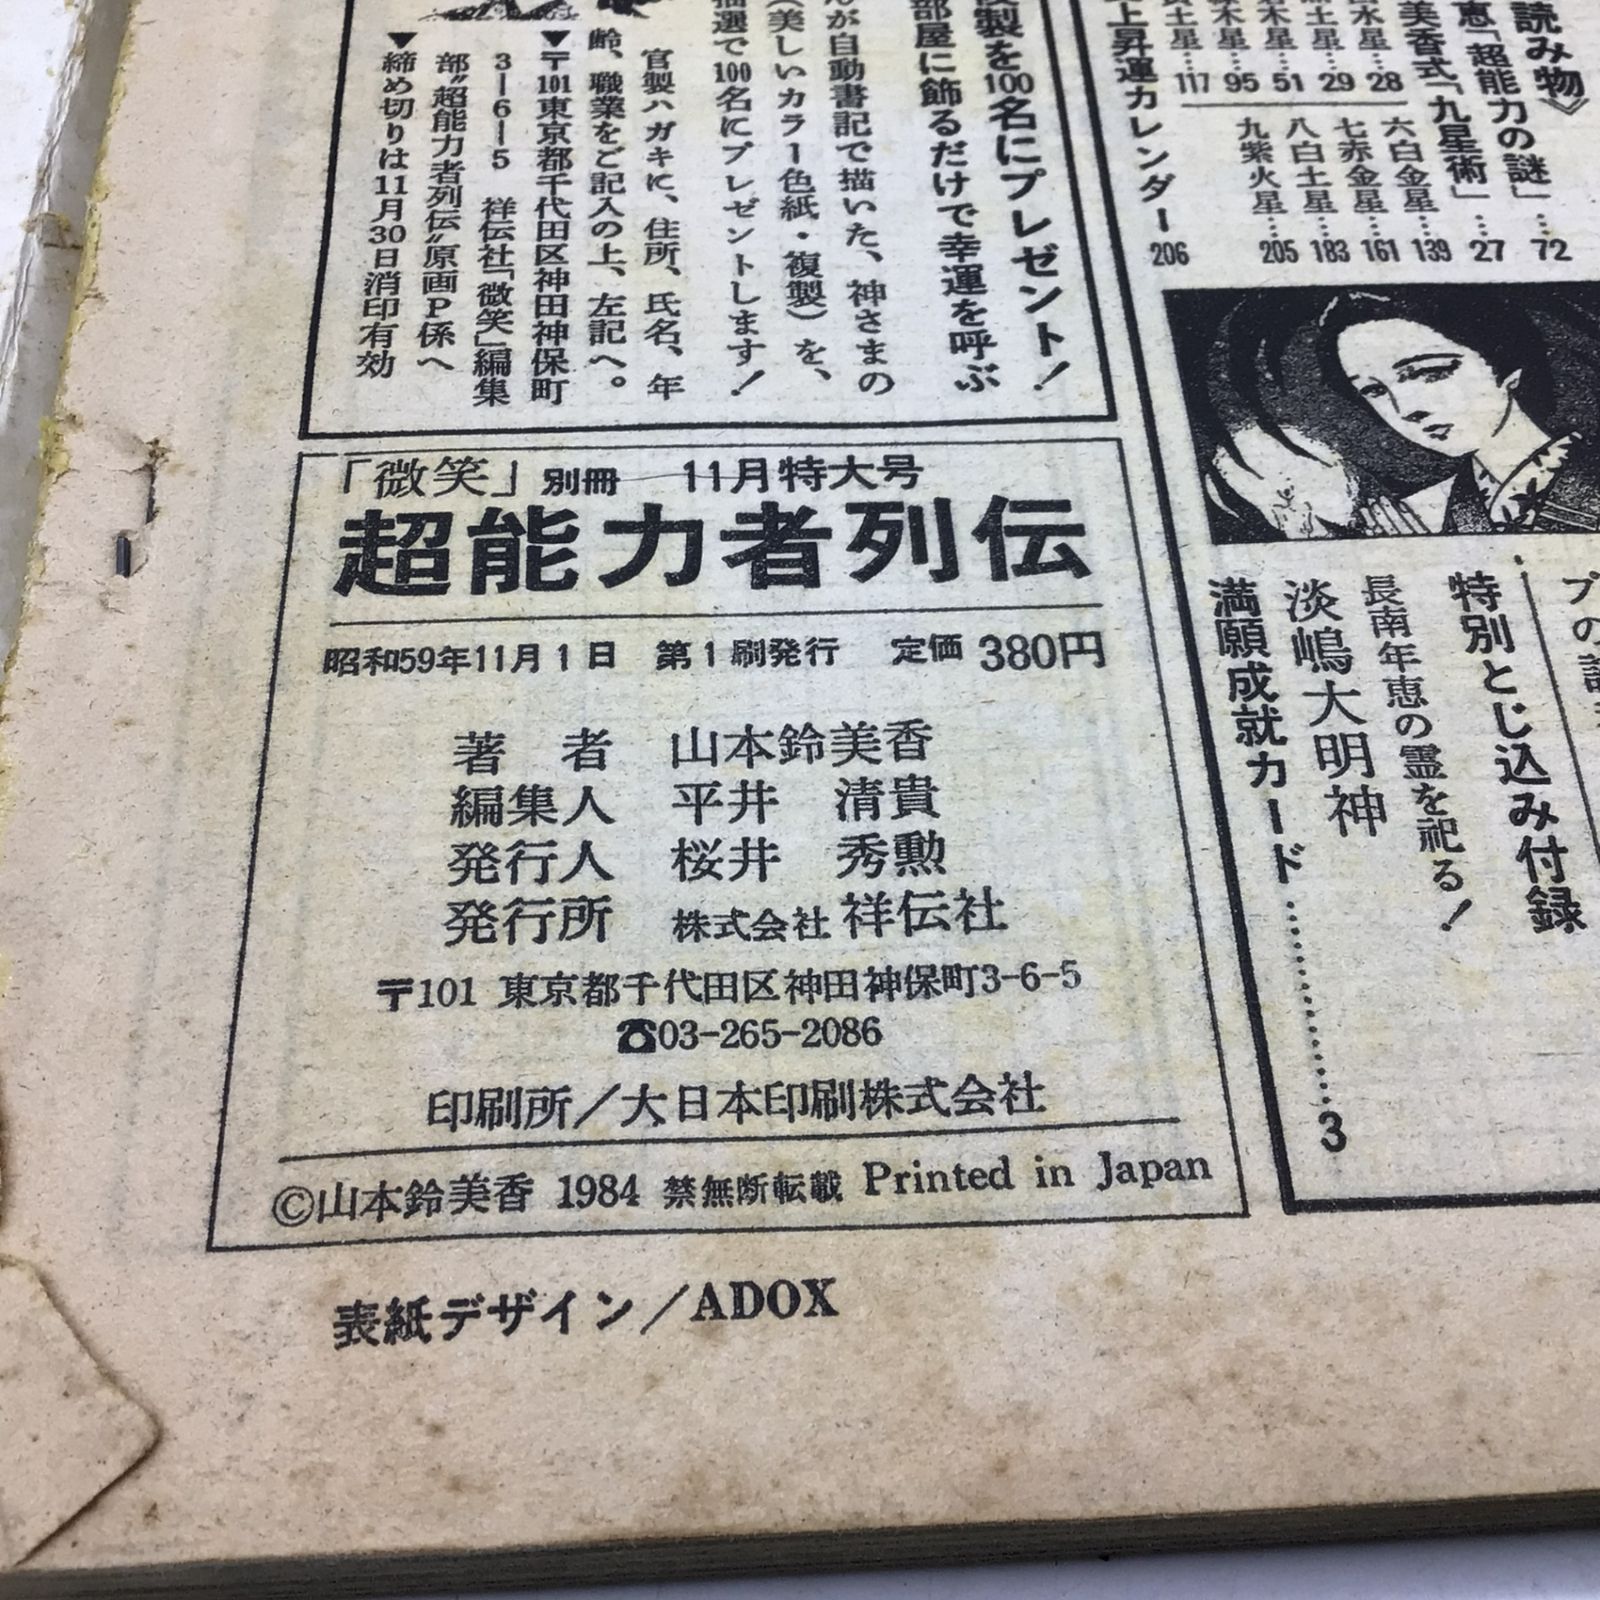 読み物》
恵「超能力の謎」…72
美香式「九星術」…27
水星…28
土星…29
木星…51
木星…95
土星…117
六白金星…139
七赤金星…161
八白土星…183
九紫火星…205
上昇運カレンダー 206
製を100名にプレゼント!
部屋に飾るだけで幸運を呼ぶ
んが自動書記で描いた、神さまの
(美しいカラー色紙・複製)を、
抽選で100名にプレゼントします!
官製ハガキに、住所、氏名、年
齢、職業をご記入の上、左記へ。
▼〒101東京都千代田区神田神保町
3−6−5 祥伝社「微笑」編集
部〝超能力者列伝〟原画P係へ
▼締め切りは11月30日消印有効
特別とじ込み付録
長南年恵の霊を祀る!
淡嶋大明神
満願成就カード…………3
「微笑」別冊 11月特大号
超能力者列伝
昭和59年11月1日 第1刷発行 定価 380円
著 者 山本鈴美香
編集人 平井 清貴
発行人 桜井 秀勲
発行所 株式会社 祥伝社
〒101 東京都千代田区神田神保町3-6-5
☎03-265-2086
印刷所/大日本印刷株式会社
©山本鈴美香 1984 禁無断転載 Printed in Japan
表紙デザイン/ADOX